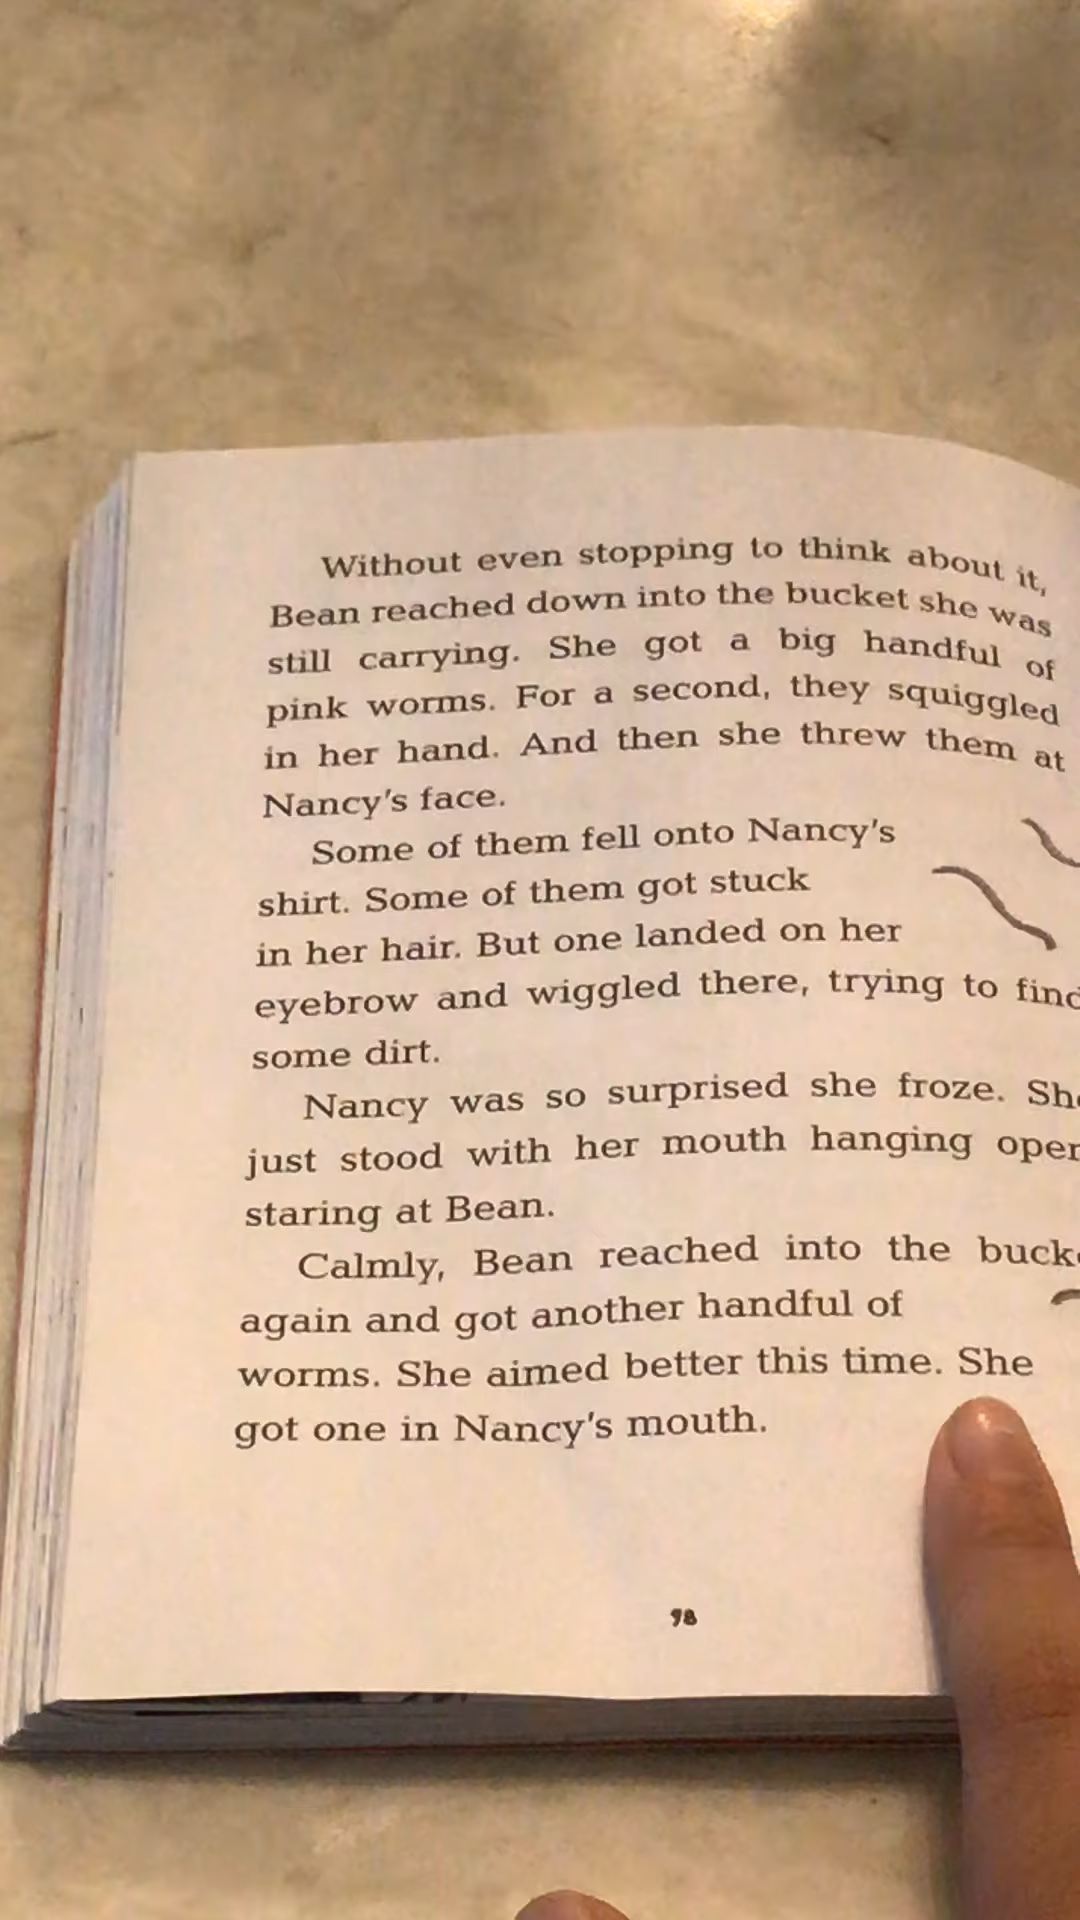 Without even stopping to think about it,
Bean reached down into the bucket she was
still carrying. She got a big handful of
pink worms. For a second, they squiggled
in her hand. And then she threw them at
Nancy's face.
Some of them fell onto Nancy's
shirt. Some of them got stuck
in her hair. But one landed on her
eyebrow and wiggled there, trying to find
some dirt.
Nancy was so surprised she froze. She
just stood with her mouth hanging open
staring at Bean.
Calmly, Bean reached into the
again and got another handful of
worms. She aimed better this time. She
got one in Nancy's mouth.
98